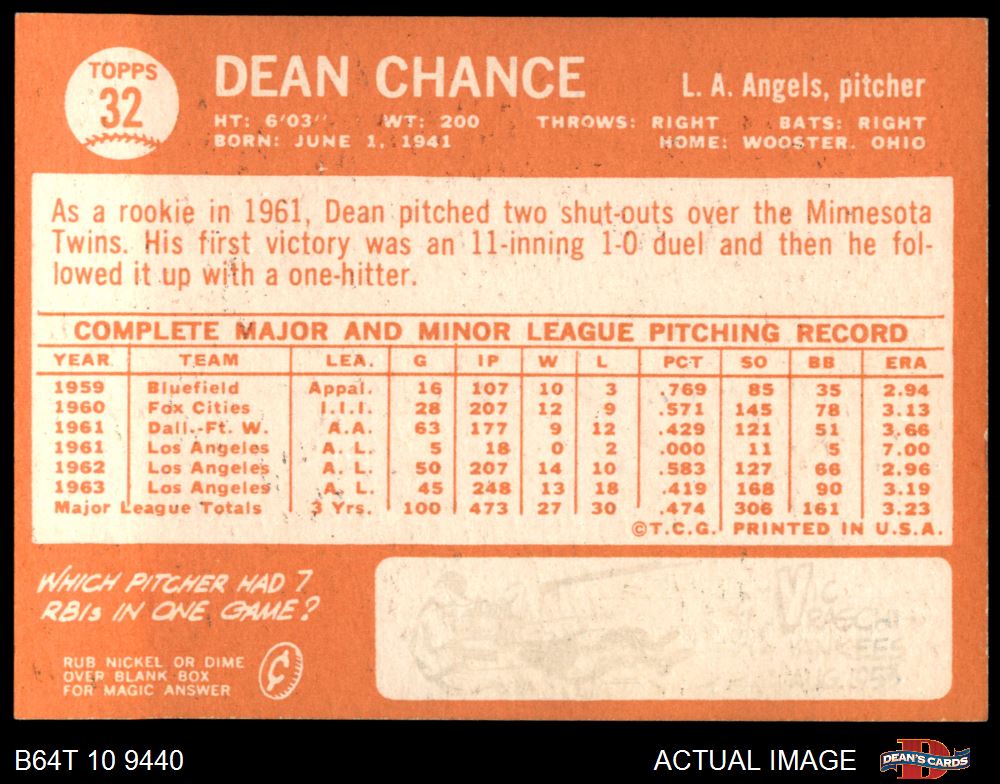 TOPPS
32
DEAN CHANCE
L. A. Angels, pitcher
HT: 6'03" WT: 200 THROWS: RIGHT BATS: RIGHT
BORN: JUNE 1, 1941 HOME: WOOSTER, OHIO
As a rookie in 1961, Dean pitched two shut-outs over the Minnesota
Twins. His first victory was an 11-inning 1-0 duel and then he fol-
lowed it up with a one-hitter.
COMPLETE MAJOR AND MINOR LEAGUE PITCHING RECORD
YEAR TEAM LEA. G IP W L PCT SO BB ERA
1959 Bluefield Appal. 16 107 10 3 .769 85 35 2.94
1960 Fox Cities I.I.I. 28 207 12 9 .571 145 78 3.13
1961 Dall.-Ft. W. A.A. 63 177 9 12 .429 121 51 3.66
1961 Los Angeles A. L. 5 18 0 2 .000 11 5 7.00
1962 Los Angeles A. L. 50 207 14 10 .583 127 66 2.96
1963 Los Angeles A. L. 45 248 13 18 .419 168 90 3.19
Major League Totals 3 Yrs. 100 473 27 30 .474 306 161 3.23
©T.C.G. PRINTED IN U.S.A.
WHICH PITCHER HAD 7
RBIs IN ONE GAME?
RUB NICKEL OR DIME
OVER BLANK BOX
FOR MAGIC ANSWER
VIC
RASCHI
YANKEES
B64T 10 9440
ACTUAL IMAGE
DEAN'S CARDS